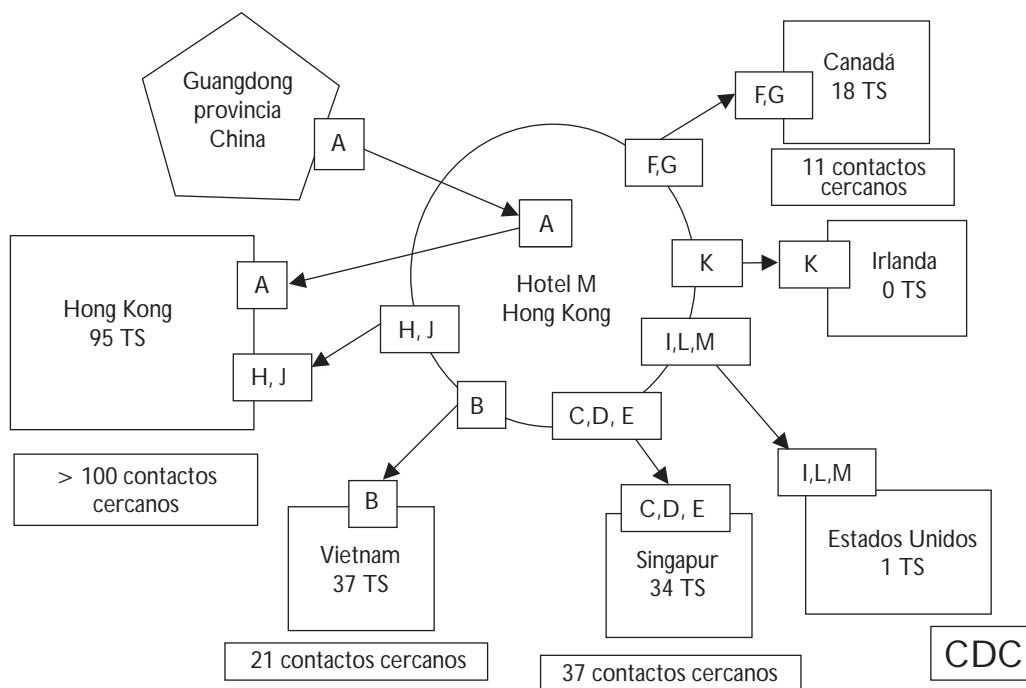 Guangdong
provincia
China
A
Canadá
18 TS
F,G
11 contactos
cercanos
F,G
A
K
K
Irlanda
0 TS
Hotel M
Hong Kong
A
Hong Kong
95 TS
H, J
H, J
> 100 contactos
cercanos
I,L,M
B
C,D, E
B
Vietnam
37 TS
21 contactos cercanos
C,D, E
Singapur
34 TS
37 contactos cercanos
I,L,M
Estados Unidos
1 TS
CDC